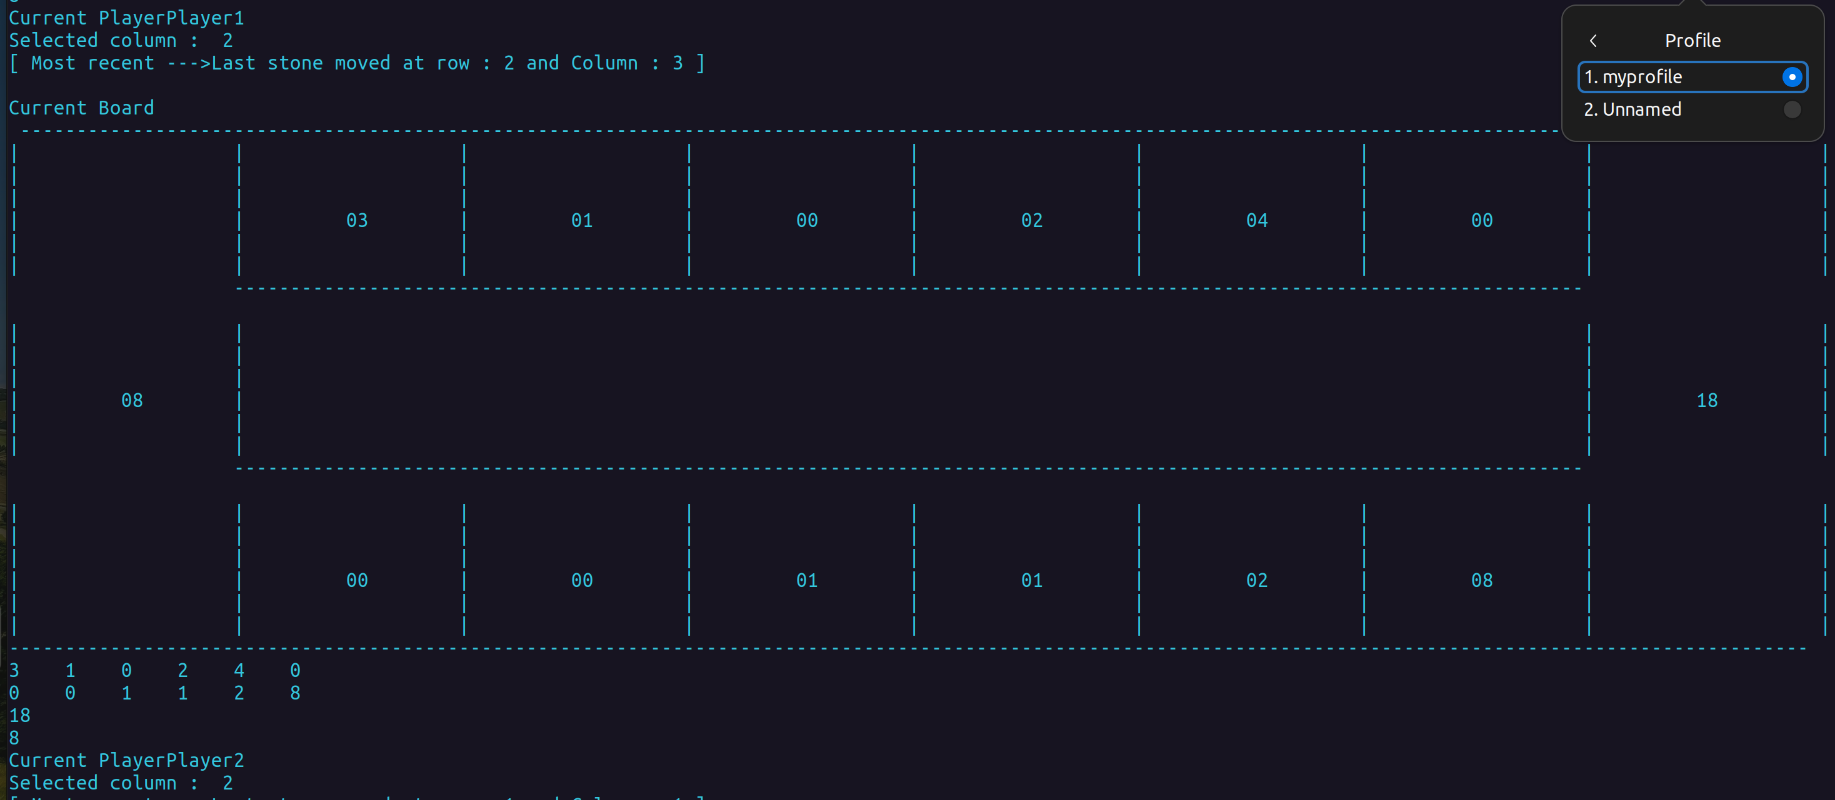 Current PlayerPlayer1
Selected column :  2
[ Most recent --->Last stone moved at row : 2 and Column : 3 ]
Profile
1. myprofile
2. Unnamed
Current Board
03 01 00 02 04 00
08 18
00 00 01 01 02 08
3 1 0 2 4 0
0 0 1 1 2 8
18
8
Current PlayerPlayer2
Selected column :  2